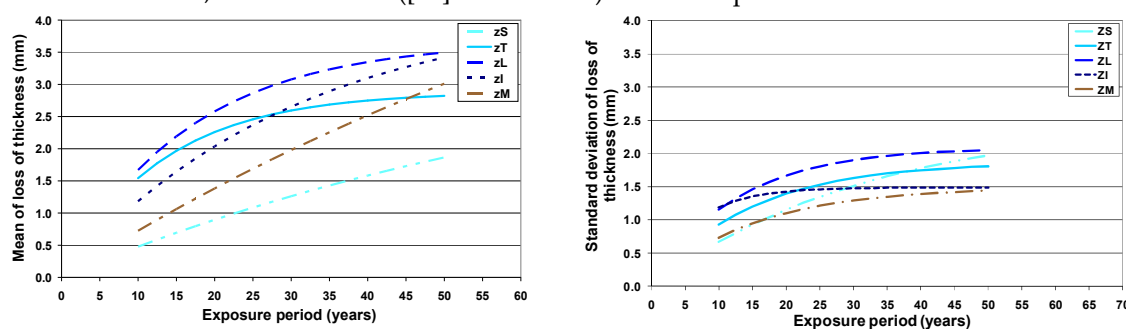 Mean of loss of thickness (mm)
4.0
3.5
3.0
2.5
2.0
1.5
1.0
0.5
0.0
zS
zT
zL
zI
zM
0 5 10 15 20 25 30 35 40 45 50 55 60
Exposure period (years)
Standard deviation of loss of
thickness (mm)
4.0
3.5
3.0
2.5
2.0
1.5
1.0
0.5
0.0
ZS
ZT
ZL
ZI
ZM
0 5 10 15 20 25 30 35 40 45 50 55 60 65 70
Exposure period (years)